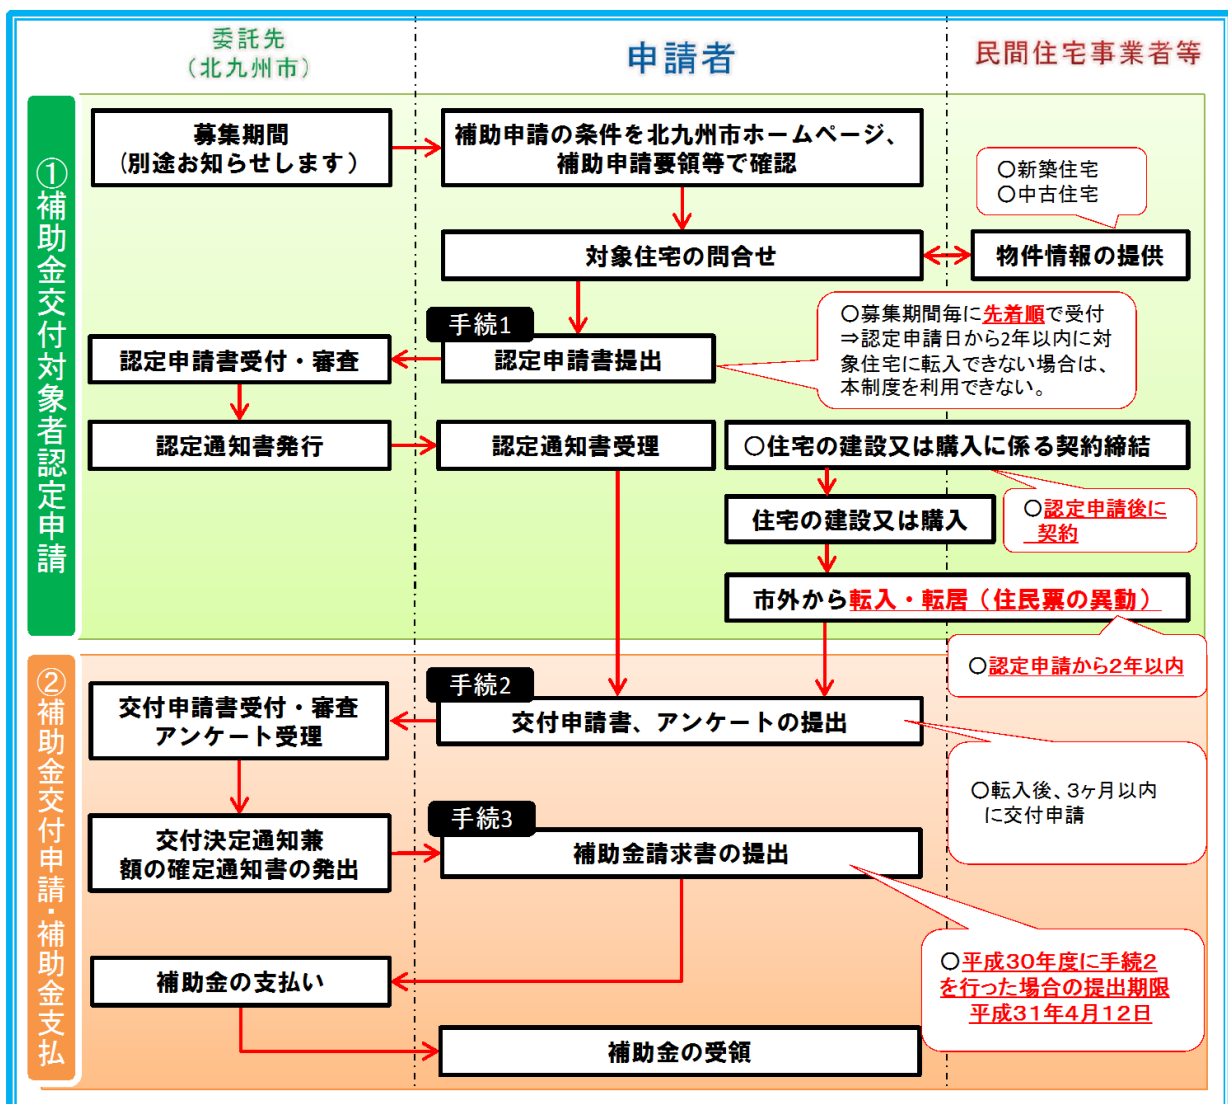 委託先
（北九州市）
申請者
民間住宅事業者等
①補助金交付対象者認定申請
募集期間
（別途お知らせします）
補助申請の条件を北九州市ホームページ、
補助申請要領等で確認
○新築住宅
○中古住宅
対象住宅の問合せ
物件情報の提供
手続1
認定申請書提出
○募集期間毎に先着順で受付
⇒認定申請日から2年以内に対
象住宅に転入できない場合は、
本制度を利用できない。
認定申請書受付・審査
認定通知書発行
認定通知書受理
○住宅の建設又は購入に係る契約締結
○認定申請後に
契約
住宅の建設又は購入
市外から転入・転居（住民票の異動）
○認定申請から2年以内
②補助金交付申請・補助金支払
手続2
交付申請書、アンケートの提出
交付申請書受付・審査
アンケート受理
○転入後、3ヶ月以内
に交付申請
交付決定通知兼
額の確定通知書の発出
手続3
補助金請求書の提出
○平成30年度に手続2
を行った場合の提出期限
平成31年4月12日
補助金の支払い
補助金の受領